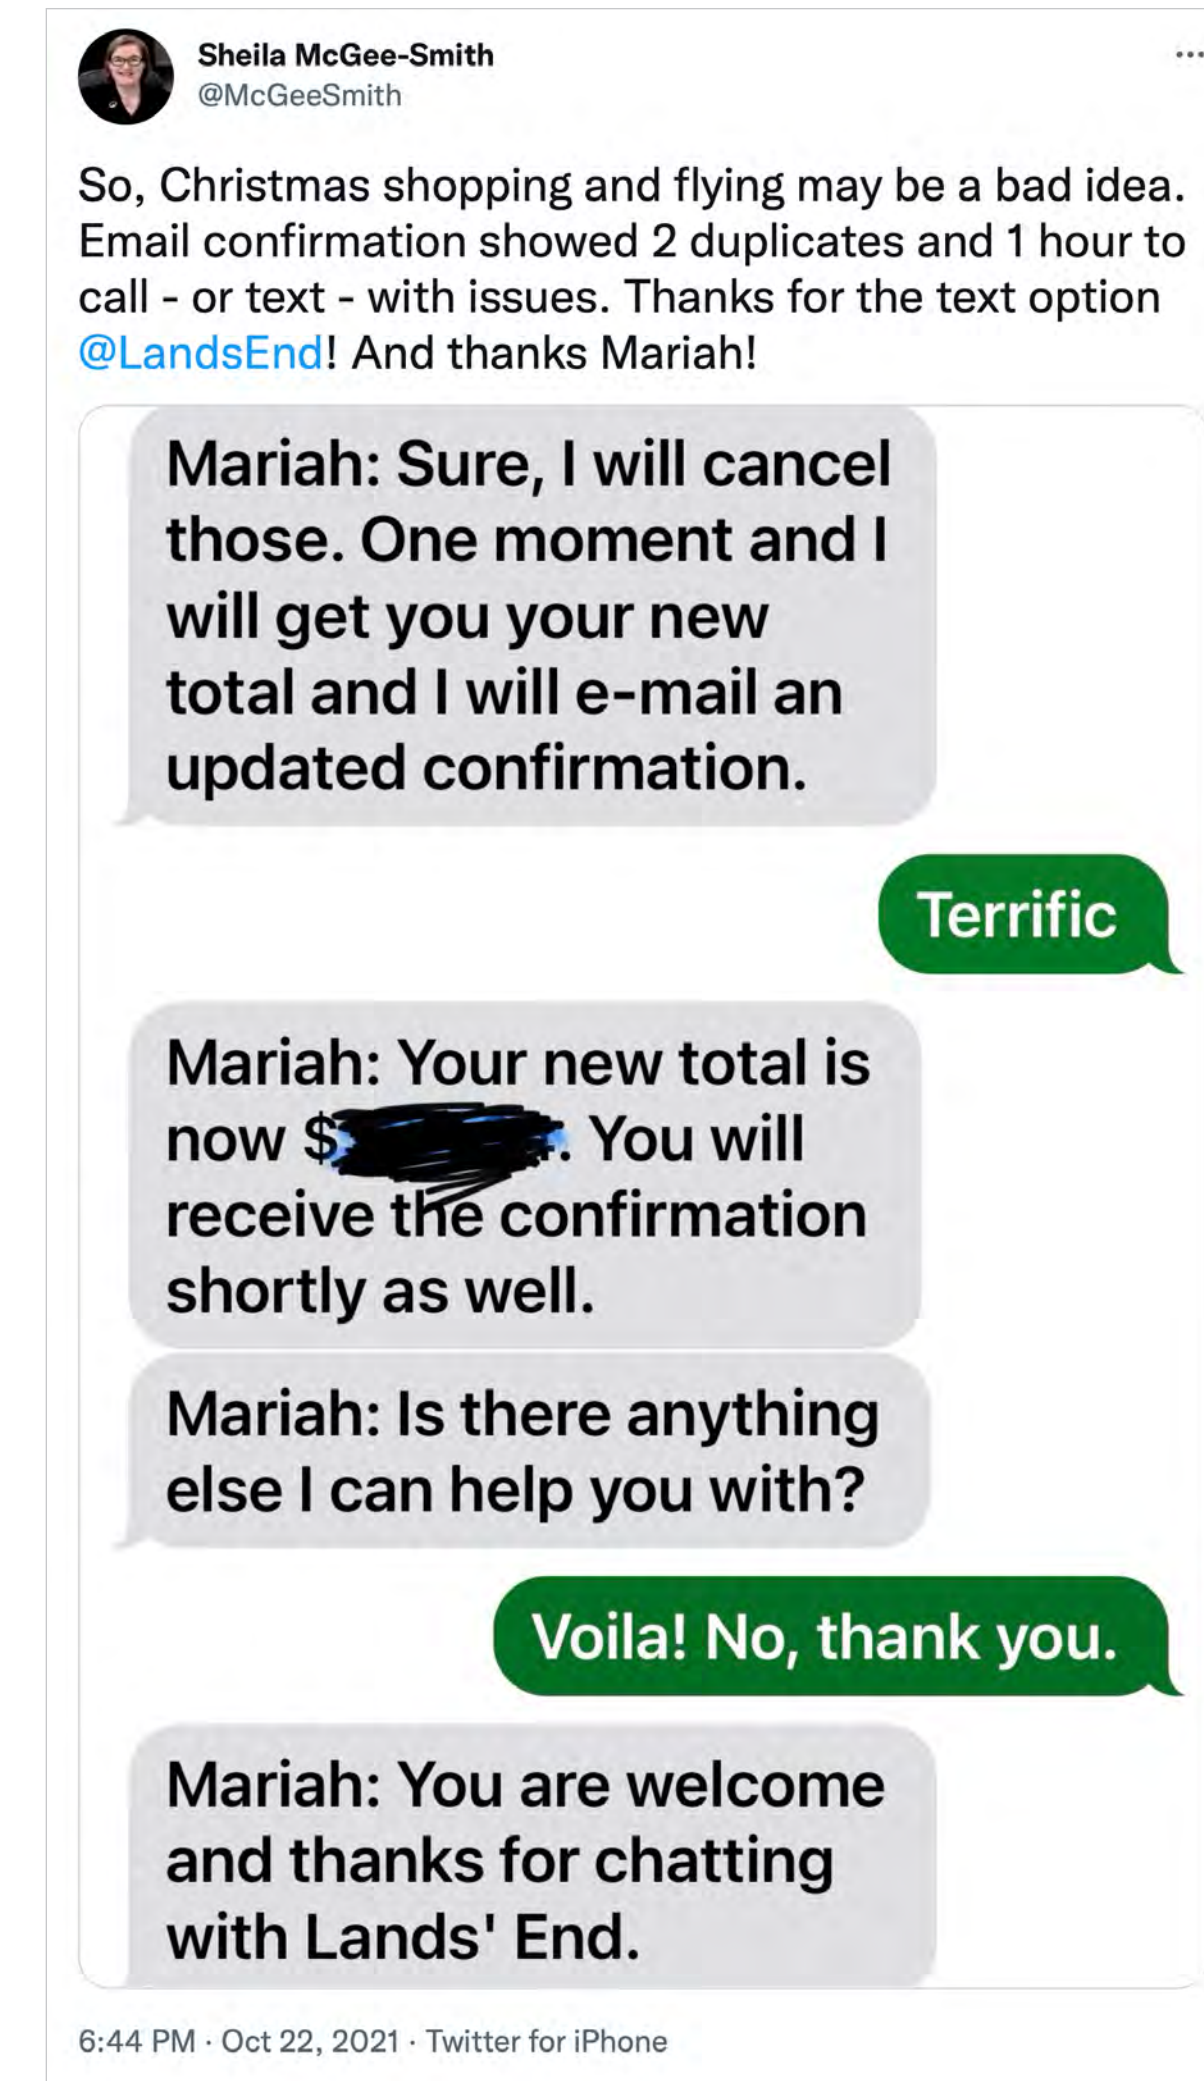 Sheila McGee-Smith
@McGeeSmith
So, Christmas shopping and flying may be a bad idea.
Email confirmation showed 2 duplicates and 1 hour to
call - or text - with issues. Thanks for the text option
@LandsEnd! And thanks Mariah!
Mariah: Sure, I will cancel
those. One moment and I
will get you your new
total and I will e-mail an
updated confirmation.
Terrific
Mariah: Your new total is
now $ . You will
receive the confirmation
shortly as well.
Mariah: Is there anything
else I can help you with?
Voila! No, thank you.
Mariah: You are welcome
and thanks for chatting
with Lands' End.
6:44 PM · Oct 22, 2021 · Twitter for iPhone